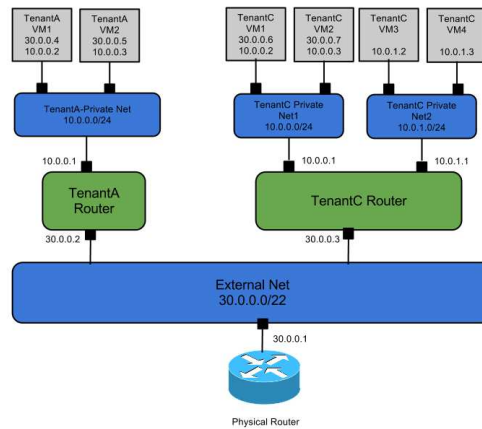 TenantA
VM1
30.0.0.4
10.0.0.2
TenantA
VM2
30.0.0.5
10.0.0.3
TenantC
VM1
30.0.0.6
10.0.0.2
TenantC
VM2
30.0.0.7
10.0.0.3
TenantC
VM3
10.0.1.2
TenantC
VM4
10.0.1.3
TenantA-Private Net
10.0.0.0/24
TenantC Private
Net1
10.0.0.0/24
TenantC Private
Net2
10.0.1.0/24
10.0.0.1
10.0.0.1
10.0.1.1
TenantA
Router
TenantC Router
30.0.0.2
30.0.0.3
External Net
30.0.0.0/22
30.0.0.1
Physical Router